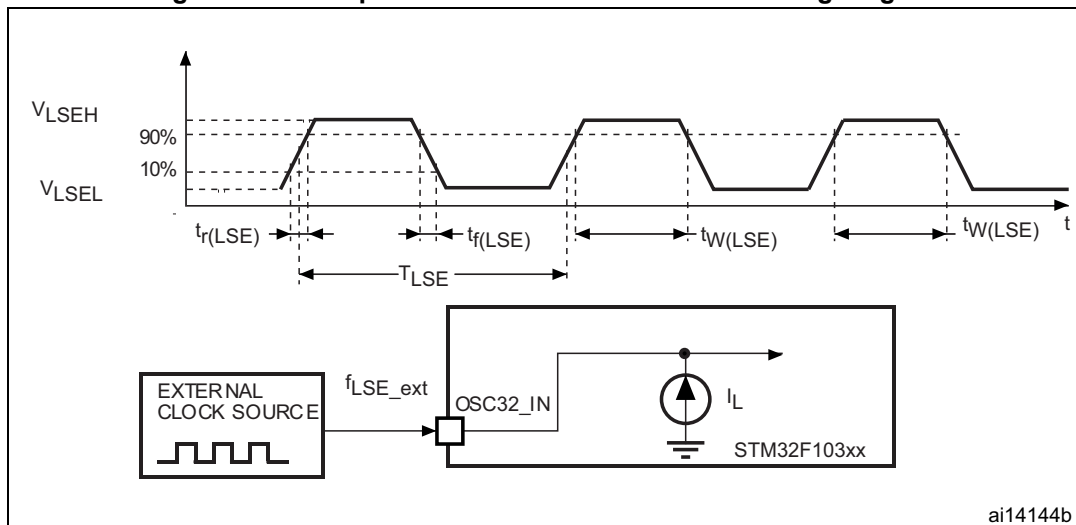 VLSEH
90%
10%
VLSEL
tr(LSE)
tf(LSE)
tW(LSE)
tW(LSE)
t
TLSE
EXTERNAL
CLOCK SOURCE
fLSE_ext
OSC32_IN
IL
STM32F103xx
ai14144b